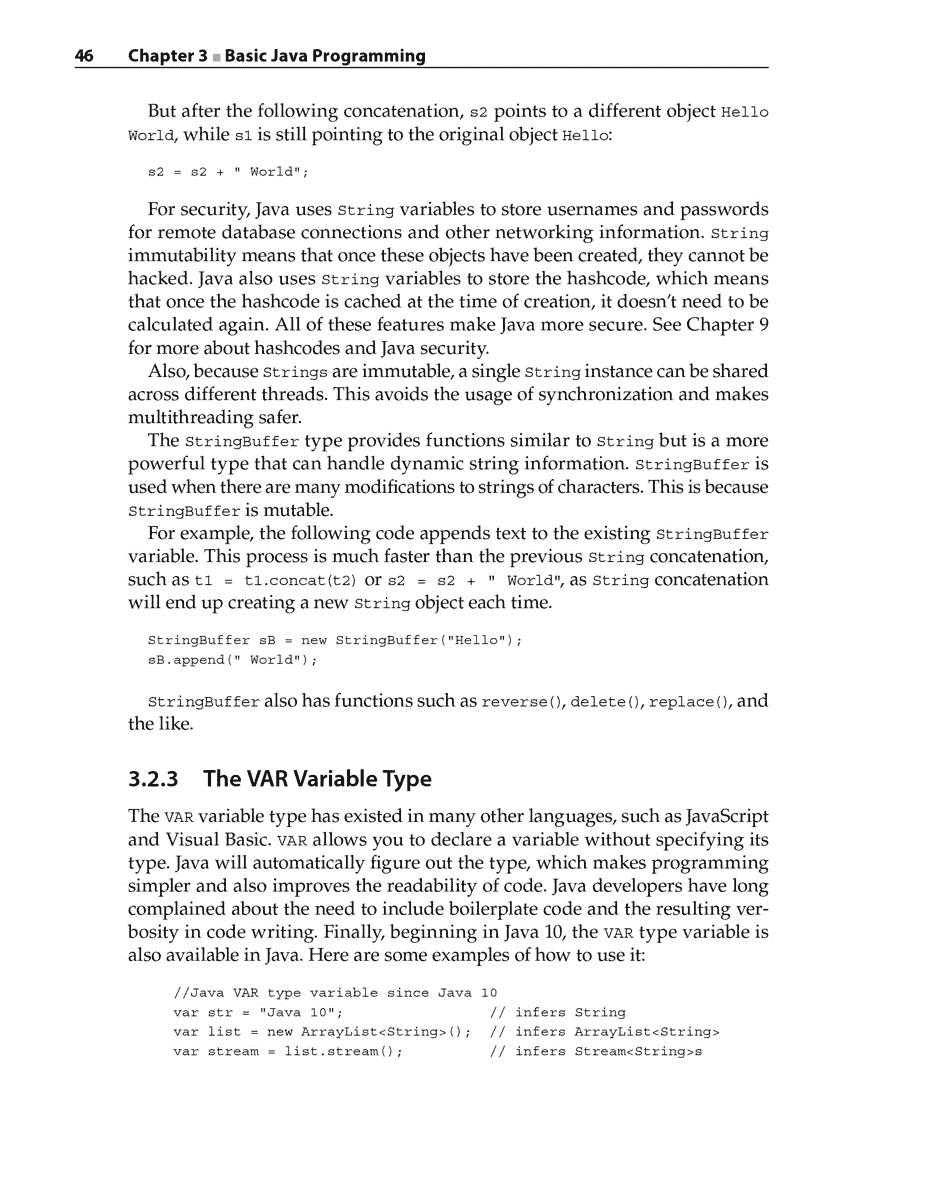 46 Chapter 3 ■ Basic Java Programming
But after the following concatenation, s2 points to a different object Hello
World, while s1 is still pointing to the original object Hello:
s2 = s2 + " World";
For security, Java uses String variables to store usernames and passwords
for remote database connections and other networking information. String
immutability means that once these objects have been created, they cannot be
hacked. Java also uses String variables to store the hashcode, which means
that once the hashcode is cached at the time of creation, it doesn't need to be
calculated again. All of these features make Java more secure. See Chapter 9
for more about hashcodes and Java security.
Also, because Strings are immutable, a single String instance can be shared
across different threads. This avoids the usage of synchronization and makes
multithreading safer.
The StringBuffer type provides functions similar to String but is a more
powerful type that can handle dynamic string information. StringBuffer is
used when there are many modifications to strings of characters. This is because
StringBuffer is mutable.
For example, the following code appends text to the existing StringBuffer
variable. This process is much faster than the previous String concatenation,
such as t1 = t1.concat(t2) or s2 = s2 + " World", as String concatenation
will end up creating a new String object each time.
StringBuffer sB = new StringBuffer("Hello");
sB.append(" World");
StringBuffer also has functions such as reverse(), delete(), replace(), and
the like.
3.2.3 The VAR Variable Type
The VAR variable type has existed in many other languages, such as JavaScript
and Visual Basic. VAR allows you to declare a variable without specifying its
type. Java will automatically figure out the type, which makes programming
simpler and also improves the readability of code. Java developers have long
complained about the need to include boilerplate code and the resulting ver-
bosity in code writing. Finally, beginning in Java 10, the VAR type variable is
also available in Java. Here are some examples of how to use it:
//Java VAR type variable since Java 10
var str = "Java 10"; // infers String
var list = new ArrayList<String>(); // infers ArrayList<String>
var stream = list.stream(); // infers Stream<String>s